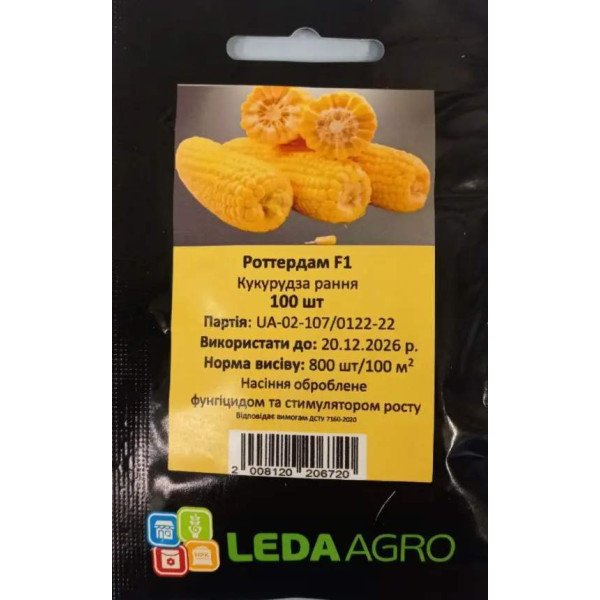 Роттердам F1
Кукурудза рання
100 шт
Партія: UA-02-107/0122-22
Використати до: 20.12.2026 р.
Норма висіву: 800 шт/100 м²
Насіння оброблене
фунгіцидом та стимулятором росту
Відповідає вимогам дсту 7160-2020
2 008120 206720
LEDA AGRO